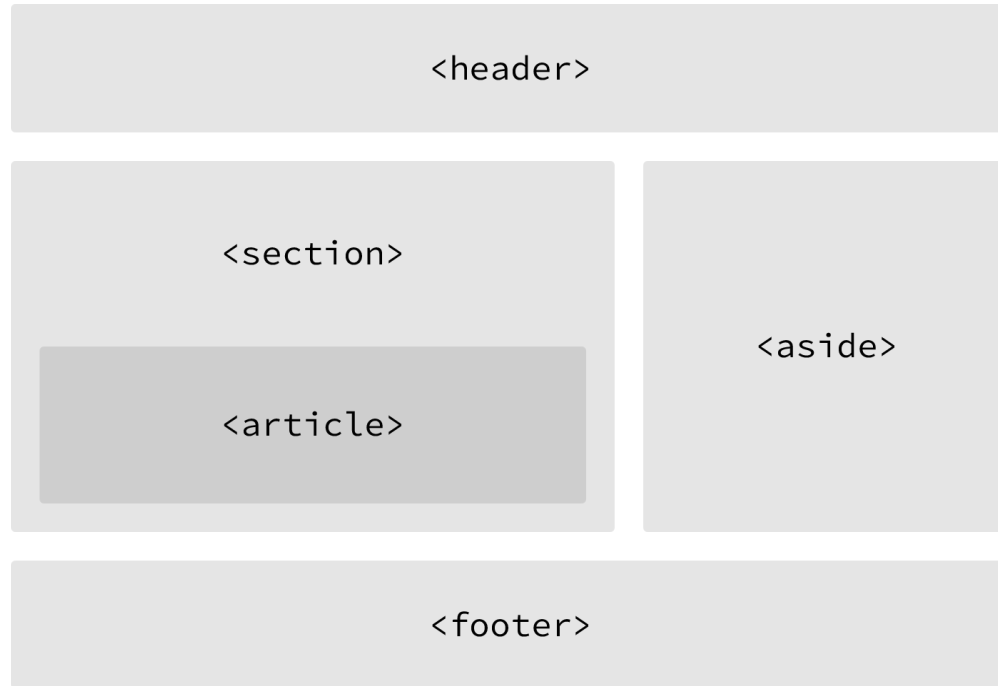 <header>
<section>
<aside>
<article>
<footer>